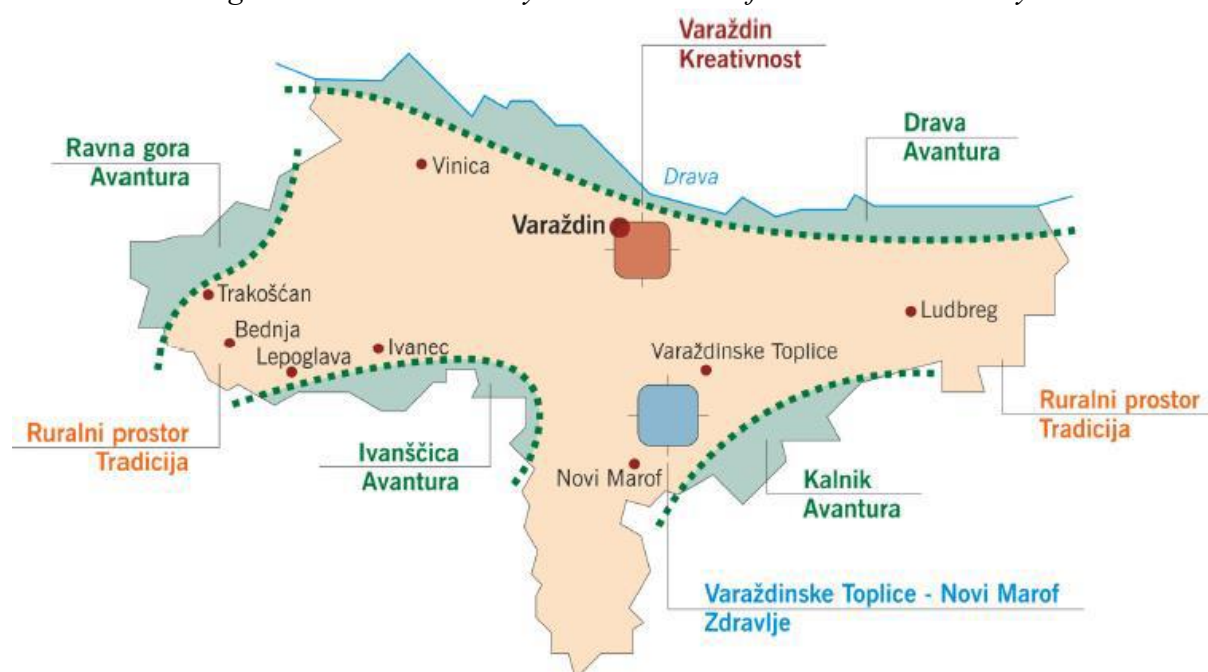 Varaždin
Kreativnost
Drava
Avantura
Ravna gora
Avantura
Vinica
Drava
Varaždin
Trakošćan
Ludbreg
Bednja
Ivanec
Lepoglava
Varaždinske Toplice
Ruralni prostor
Tradicija
Ruralni prostor
Tradicija
Ivanščica
Avantura
Novi Marof
Kalnik
Avantura
Varaždinske Toplice - Novi Marof
Zdravlje